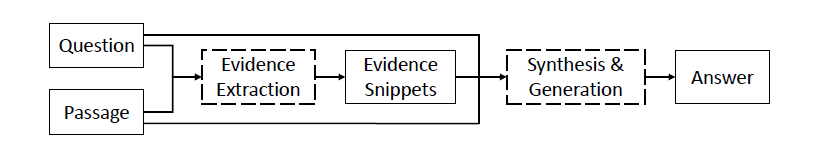 Question
Passage
Evidence
Extraction
Evidence
Snippets
Synthesis &
Generation
Answer